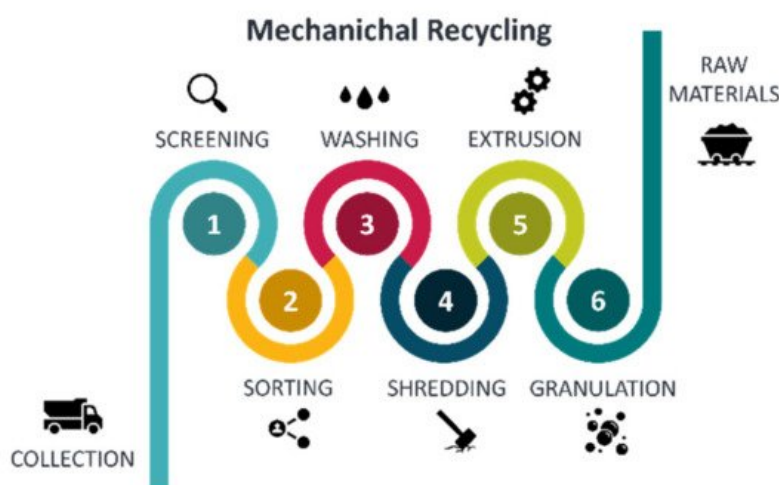 Mechanichal Recycling
RAW
MATERIALS
SCREENING
WASHING
EXTRUSION
1
3
5
2
4
6
SORTING
SHREDDING
GRANULATION
COLLECTION